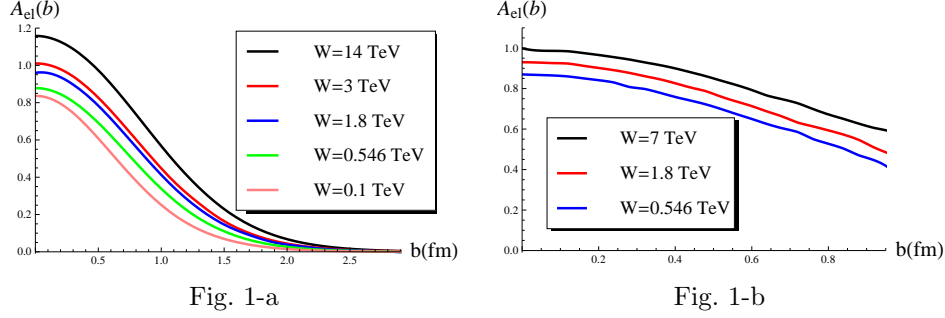 A_el(b)
1.2
1.0
0.8
0.6
0.4
0.2
0.0
0.5
1.0
1.5
2.0
2.5
b(fm)
W=14 TeV
W=3 TeV
W=1.8 TeV
W=0.546 TeV
W=0.1 TeV
Fig. 1-a
A_el(b)
1.0
0.8
0.6
0.4
0.2
0.0
0.2
0.4
0.6
0.8
b(fm)
W=7 TeV
W=1.8 TeV
W=0.546 TeV
Fig. 1-b